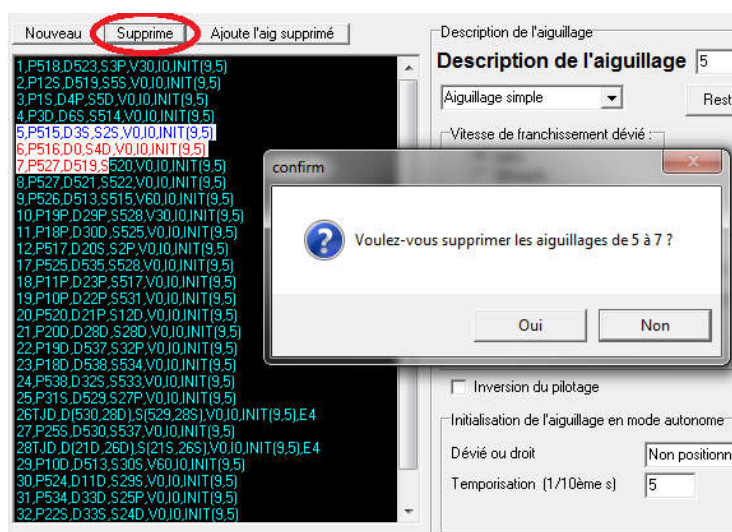 Nouveau Supprime Ajoute l'aig supprimé
1,P518,D523,S3P,V30,I0,INIT(9,5)
2,P12S,D519,S5S,V0,I0,INIT(9,5)
3,P1S,D4P,S5D,V0,I0,INIT(9,5)
4,P3D,D6S,S514,V0,I0,INIT(9,5)
5,P515,D3S,S2S,V0,I0,INIT(9,5)
6,P516,D0,S4D,V0,I0,INIT(9,5)
7,P527,D519,S520,V0,I0,INIT(9,5)
8,P527,D521,S522,V0,I0,INIT(9,5)
9,P526,D513,S515,V60,I0,INIT(9,5)
10,P19P,D29P,S528,V30,I0,INIT(9,5)
11,P18P,D30D,S525,V0,I0,INIT(9,5)
12,P517,D20S,S2P,V0,I0,INIT(9,5)
17,P525,D535,S528,V0,I0,INIT(9,5)
18,P11P,D23P,S517,V0,I0,INIT(9,5)
19,P10P,D22P,S531,V0,I0,INIT(9,5)
20,P520,D21P,S12D,V0,I0,INIT(9,5)
21,P20D,D28D,S28D,V0,I0,INIT(9,5)
22,P19D,D537,S32P,V0,I0,INIT(9,5)
23,P18D,D538,S534,V0,I0,INIT(9,5)
24,P538,D32S,S533,V0,I0,INIT(9,5)
25,P31S,D529,S27P,V0,I0,INIT(9,5)
26TJD,D(530,28D),S(529,28S),V0,I0,INIT(9,5),E4
27,P25S,D530,S537,V0,I0,INIT(9,5)
28TJD,D(21D,26D),S(21S,26S),V0,I0,INIT(9,5),E4
29,P10D,D513,S30S,V60,I0,INIT(9,5)
30,P524,D11D,S29S,V0,I0,INIT(9,5)
31,P534,D33D,S25P,V0,I0,INIT(9,5)
32,P22S,D33S,S24D,V0,I0,INIT(9,5)
Description de l'aiguillage
Description de l'aiguillage 5
Aiguillage simple Rest
Vitesse de franchissement dévié :
confirm
Voulez-vous supprimer les aiguillages de 5 à 7 ?
Oui Non
Inversion du pilotage
Initialisation de l'aiguillage en mode autonome
Dévié ou droit Non positionn
Temporisation (1/10ème s) 5